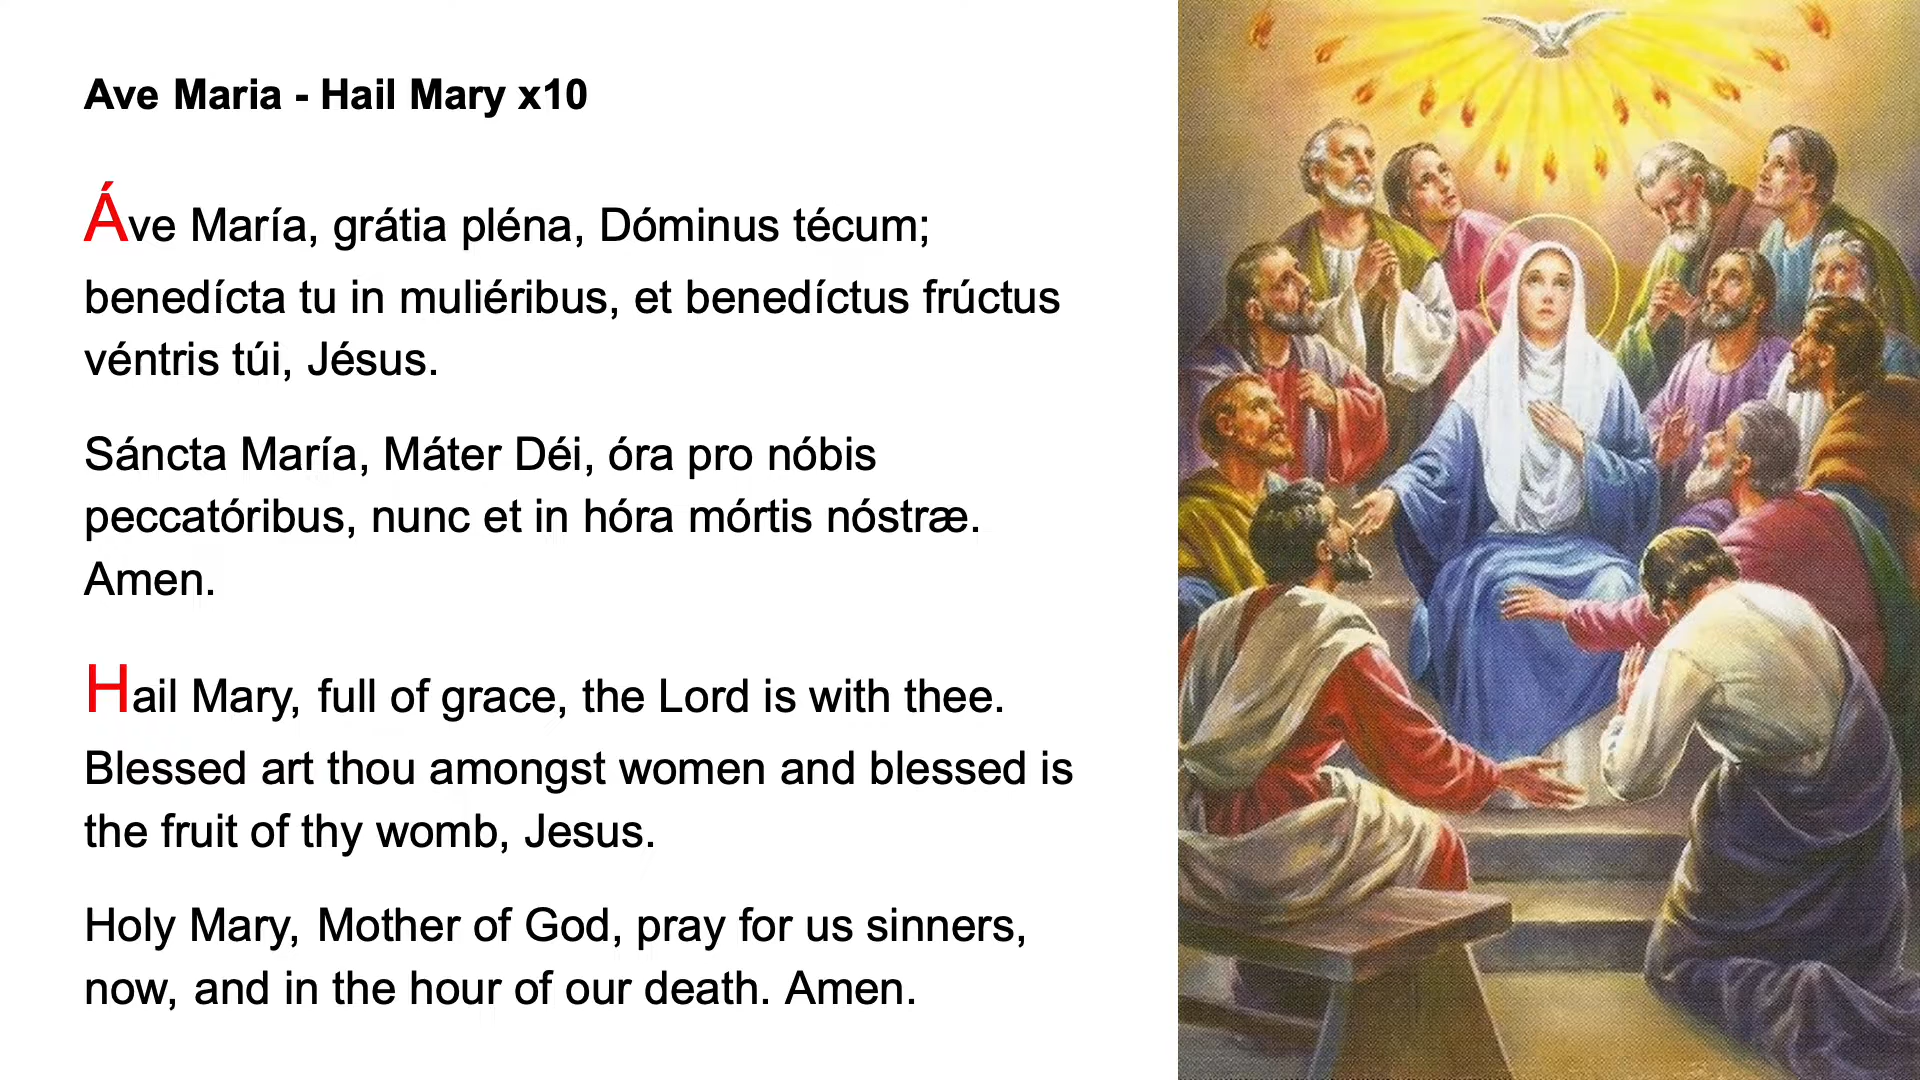 Ave Maria - Hail Mary x10
Áve María, grátia pléna, Dóminus técum;
benedícta tu in muliéribus, et benedíctus frúctus
véntris túi, Jésus.
Sáncta María, Máter Déi, óra pro nóbis
peccatóribus, nunc et in hóra mórtis nóstræ.
Amen.
Hail Mary, full of grace, the Lord is with thee.
Blessed art thou amongst women and blessed is
the fruit of thy womb, Jesus.
Holy Mary, Mother of God, pray for us sinners,
now, and in the hour of our death. Amen.